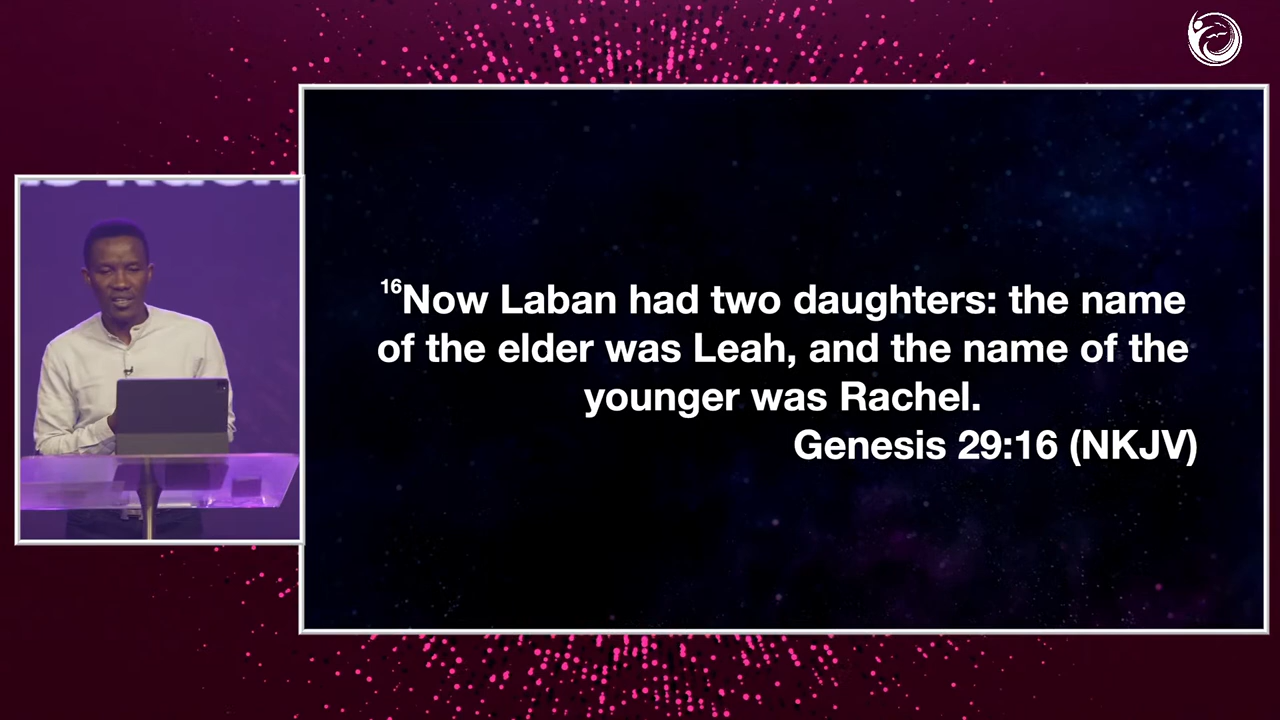 ¹⁶Now Laban had two daughters: the name
of the elder was Leah, and the name of the
younger was Rachel.
Genesis 29:16 (NKJV)